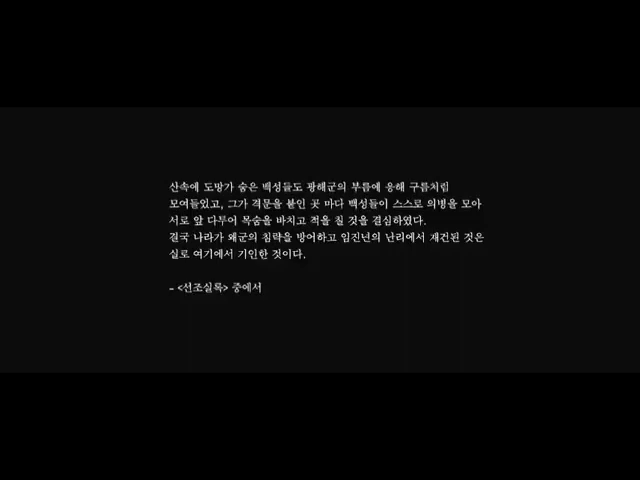 산속에 도망가 숨은 백성들도 광해군의 부름에 응해 구름처럼
모여들었고, 그가 격문을 붙인 곳 마다 백성들이 스스로 의병을 모아
서로 앞 다투어 목숨을 바치고 적을 칠 것을 결심하였다.
결국 나라가 왜군의 침략을 방어하고 임진년의 난리에서 재건된 것은
실로 여기에서 기인한 것이다.
- <선조실록> 중에서